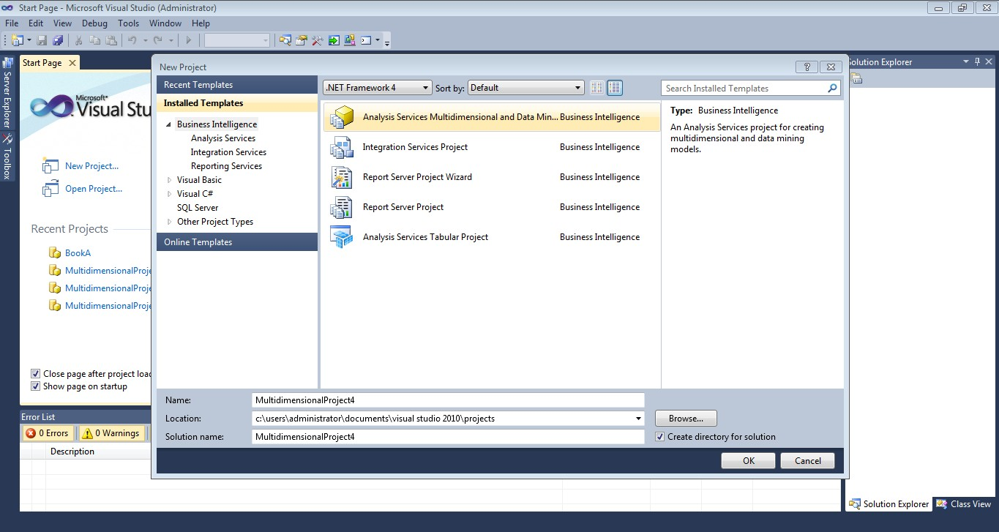 Start Page - Microsoft Visual Studio (Administrator)
File Edit View Debug Tools Window Help
Server Explorer
Toolbox
Start Page
Microsoft®
Visual Stu
New Project...
Open Project...
Recent Projects
BookA
MultidimensionalProje
MultidimensionalProje
MultidimensionalProje
Close page after project load
Show page on startup
New Project
Recent Templates
Installed Templates
Business Intelligence
Analysis Services
Integration Services
Reporting Services
Visual Basic
Visual C#
SQL Server
Other Project Types
Online Templates
.NET Framework 4 Sort by: Default
Search Installed Templates
Analysis Services Multidimensional and Data Min... Business Intelligence
Integration Services Project Business Intelligence
Report Server Project Wizard Business Intelligence
Report Server Project Business Intelligence
Analysis Services Tabular Project Business Intelligence
Type: Business Intelligence
An Analysis Services project for creating
multidimensional and data mining
models.
Name: MultidimensionalProject4
Location: c:\users\administrator\documents\visual studio 2010\projects Browse...
Solution name: MultidimensionalProject4 Create directory for solution
OK Cancel
Error List
0 Errors 0 Warnings
Description
Solution Explorer
Solution Explorer Class View